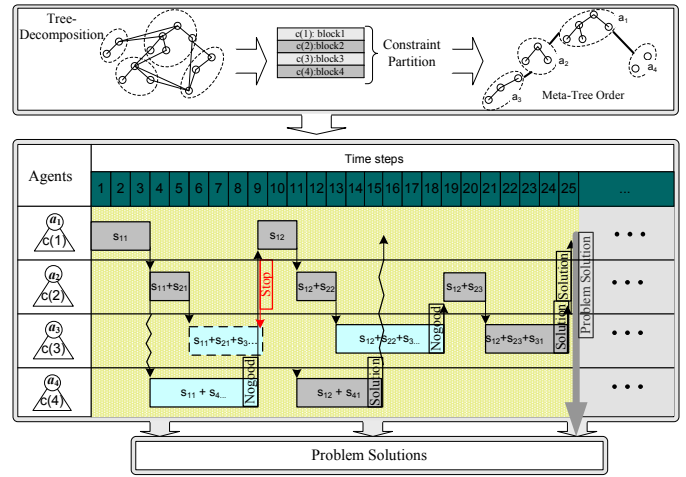 Tree-
Decomposition
c(1): block1
c(2):block2
c(3):block3
c(4):block4
Constraint
Partition
a1
a2
a3
a4
Meta-Tree Order
Agents
Time steps
1 2 3 4 5 6 7 8 9 10 11 12 13 14 15 16 17 18 19 20 21 22 23 24 25 ...
a1
c(1)
S11
S12
a2
c(2)
S11+S21
Stop
S12+S22
S12+S23
Solution
Problem Solution
a3
c(3)
S11+S21+S3...
S12+S22+S3...
Nogood
S12+S23+S31
Solution
a4
c(4)
S11 + S4...
Nogood
S12 + S41
Solution
Problem Solutions